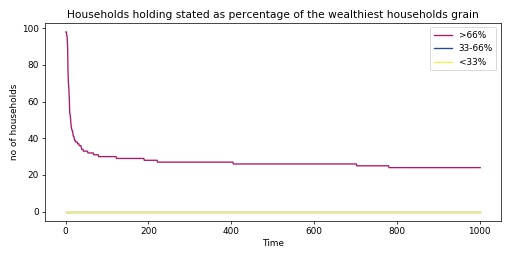 Households holding stated as percentage of the wealthiest households grain
>66%
33-66%
<33%
no of households
100
80
60
40
20
0
0 200 400 600 800 1000
Time